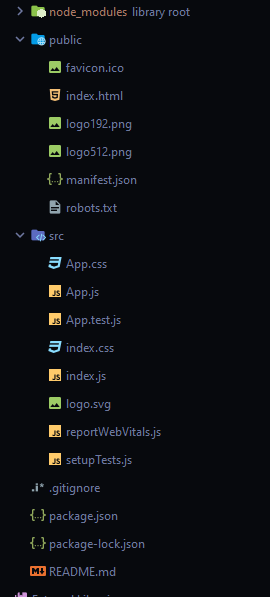 node_modules library root
public
favicon.ico
index.html
logo192.png
logo512.png
manifest.json
robots.txt
src
App.css
App.js
App.test.js
index.css
index.js
logo.svg
reportWebVitals.js
setupTests.js
.gitignore
package.json
package-lock.json
README.md